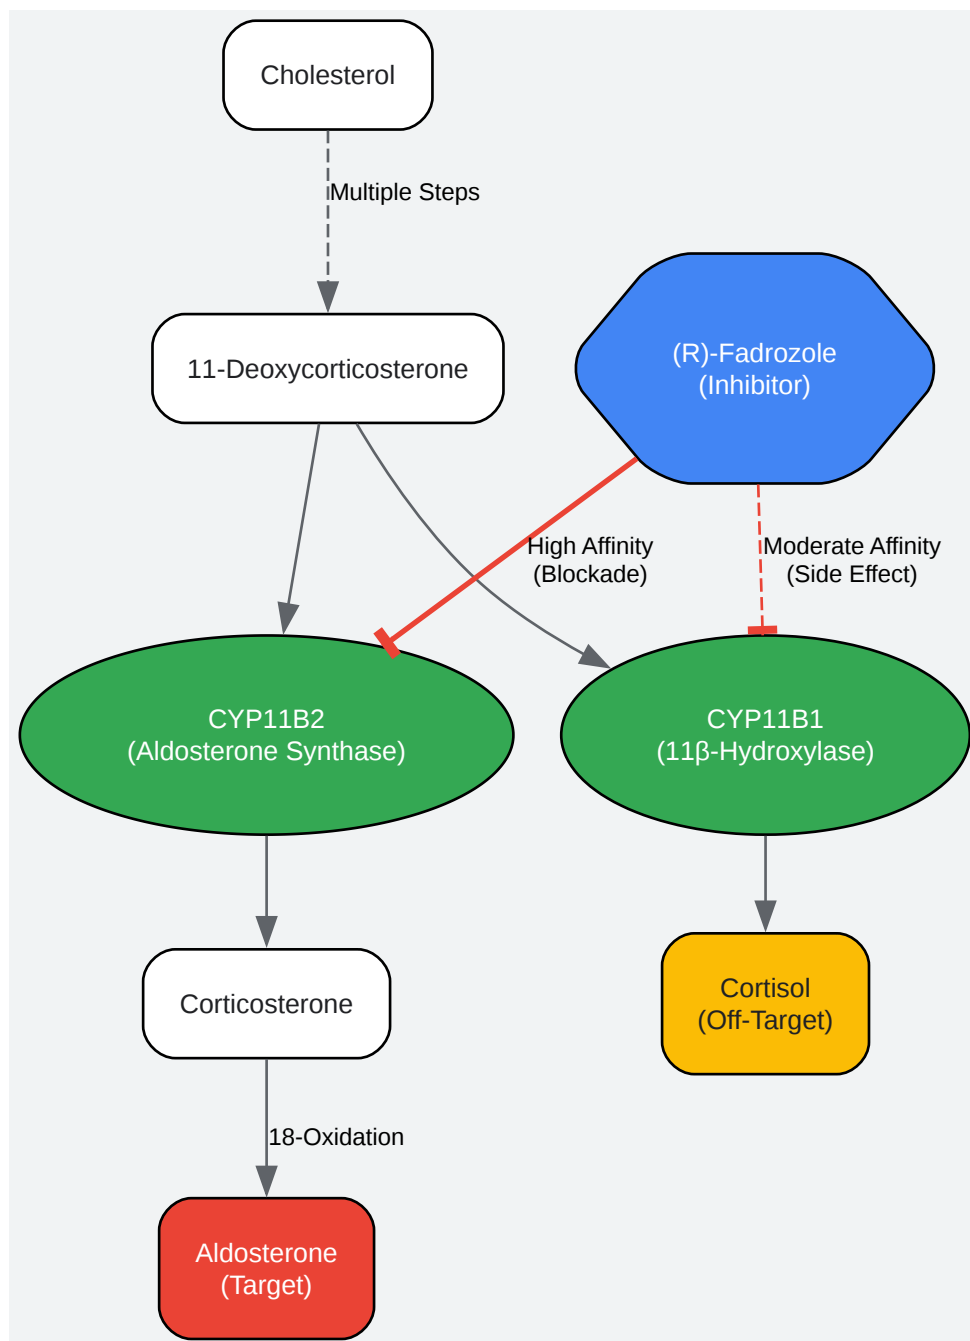 Cholesterol
Multiple Steps
11-Deoxycorticosterone
(R)-Fadrozole
(Inhibitor)
High Affinity
(Blockade)
Moderate Affinity
(Side Effect)
CYP11B2
(Aldosterone Synthase)
CYP11B1
(11β-Hydroxylase)
Corticosterone
Cortisol
(Off-Target)
18-Oxidation
Aldosterone
(Target)